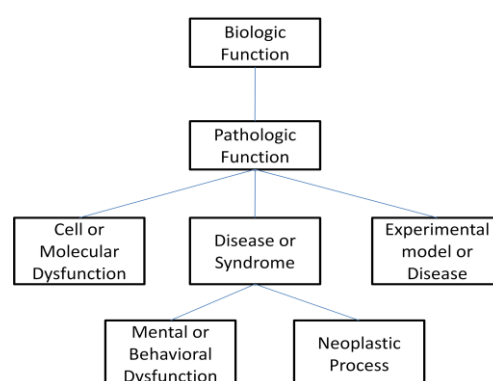 Biologic
Function
Pathologic
Function
Cell or
Molecular
Dysfunction
Disease or
Syndrome
Experimental
model or
Disease
Mental or
Behavioral
Dysfunction
Neoplastic
Process